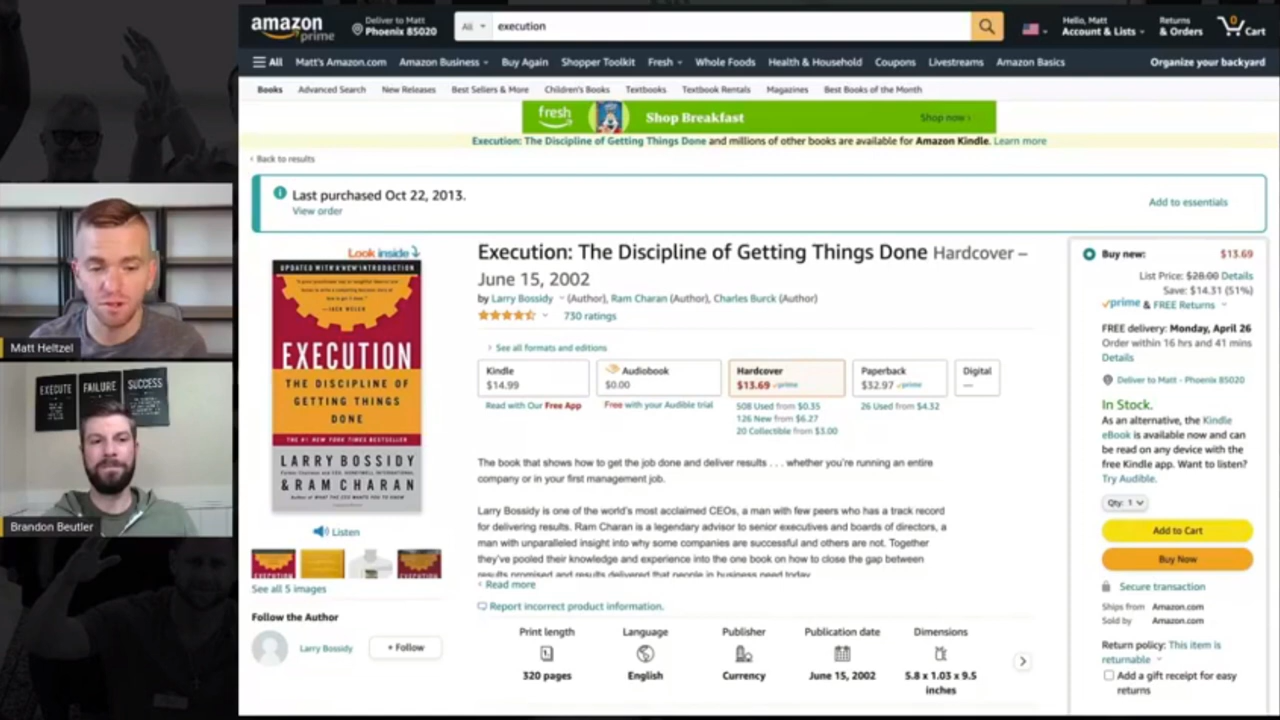 amazon
prime
Deliver to Matt
Phoenix 85020
All
execution
Hello, Matt
Account & Lists
Returns
& Orders
0
Cart
All
Matt's Amazon.com
Amazon Business
Buy Again
Shopper Toolkit
Fresh
Whole Foods
Health & Household
Coupons
Livestreams
Amazon Basics
Organize your backyard
Books
Advanced Search
New Releases
Best Sellers & More
Children's Books
Textbooks
Textbook Rentals
Magazines
Best Books of the Month
fresh
Shop Breakfast
Shop now ›
Execution: The Discipline of Getting Things Done and millions of other books are available for Amazon Kindle. Learn more
‹ Back to results
Last purchased Oct 22, 2013.
View order
Add to essentials
Look inside
UPDATED WITH A NEW INTRODUCTION
—JACK WELCH
EXECUTION
THE DISCIPLINE OF
GETTING THINGS
DONE
THE #1 NEW YORK TIMES BESTSELLER
LARRY BOSSIDY
& RAM CHARAN
Listen
See all 5 images
Follow the Author
Larry Bossidy
+ Follow
Execution: The Discipline of Getting Things Done Hardcover –
June 15, 2002
by Larry Bossidy (Author), Ram Charan (Author), Charles Burck (Author)
730 ratings
› See all formats and editions
Kindle
$14.99
Read with Our Free App
Audiobook
$0.00
Free with your Audible trial
Hardcover
$13.69 prime
508 Used from $0.35
126 New from $6.27
20 Collectible from $3.00
Paperback
$32.97 prime
26 Used from $4.32
Digital
—
The book that shows how to get the job done and deliver results . . . whether you're running an entire
company or in your first management job.
Larry Bossidy is one of the world's most acclaimed CEOs, a man with few peers who has a track record
for delivering results. Ram Charan is a legendary advisor to senior executives and boards of directors, a
man with unparalleled insight into why some companies are successful and others are not. Together
they've pooled their knowledge and experience into the one book on how to close the gap between
results promised and results delivered that people in business need today.
‹ Read more
Report incorrect product information.
Print length
320 pages
Language
English
Publisher
Currency
Publication date
June 15, 2002
Dimensions
5.8 x 1.03 x 9.5
inches
Buy new:
$13.69
List Price: $28.00 Details
Save: $14.31 (51%)
prime & FREE Returns
FREE delivery: Monday, April 26
Order within 16 hrs and 41 mins
Details
Deliver to Matt - Phoenix 85020
In Stock.
As an alternative, the Kindle
eBook is available now and can
be read on any device with the
free Kindle app. Want to listen?
Try Audible.
Qty: 1
Add to Cart
Buy Now
Secure transaction
Ships from Amazon.com
Sold by Amazon.com
Return policy: This item is
returnable
Add a gift receipt for easy
returns
Matt Heitzel
EXECUTE
FAILURE
SUCCESS
Brandon Beutler